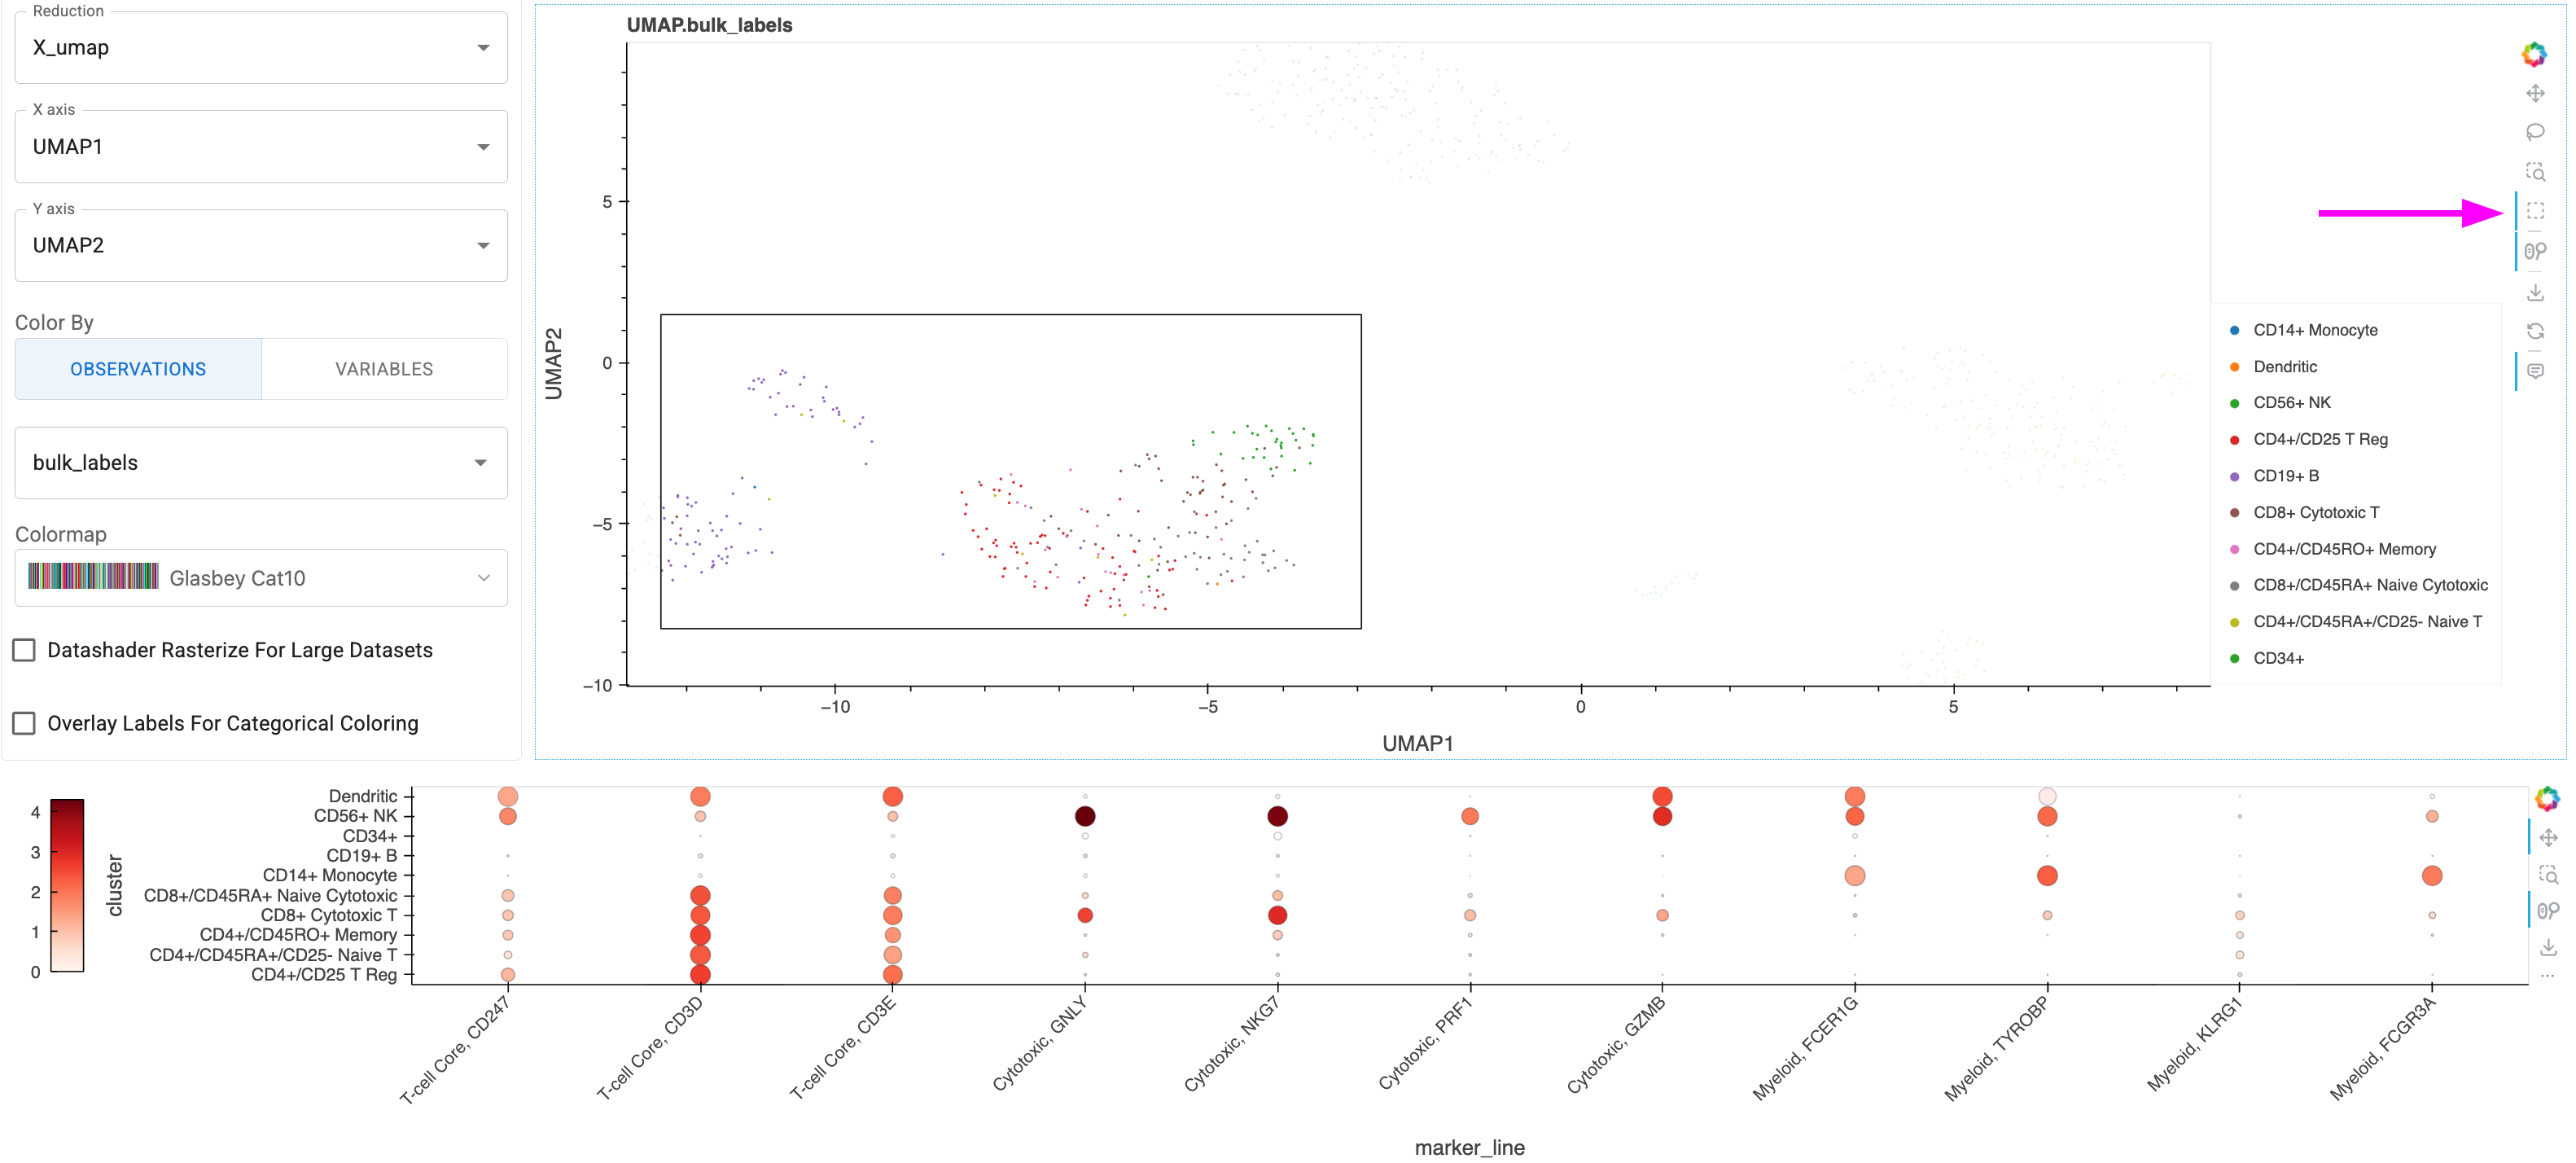 Reduction
X_umap
X axis
UMAP1
Y axis
UMAP2
Color By
OBSERVATIONS
VARIABLES
bulk_labels
Colormap
Glasbey Cat10
Datashader Rasterize For Large Datasets
Overlay Labels For Categorical Coloring
UMAP.bulk_labels
UMAP2
5
0
−5
−10
−10
−5
0
5
UMAP1
CD14+ Monocyte
Dendritic
CD56+ NK
CD4+/CD25 T Reg
CD19+ B
CD8+ Cytotoxic T
CD4+/CD45RO+ Memory
CD8+/CD45RA+ Naive Cytotoxic
CD4+/CD45RA+/CD25- Naive T
CD34+
4
3
2
1
0
cluster
Dendritic
CD56+ NK
CD34+
CD19+ B
CD14+ Monocyte
CD8+/CD45RA+ Naive Cytotoxic
CD8+ Cytotoxic T
CD4+/CD45RO+ Memory
CD4+/CD45RA+/CD25- Naive T
CD4+/CD25 T Reg
T-cell Core, CD247
T-cell Core, CD3D
T-cell Core, CD3E
Cytotoxic, GNLY
Cytotoxic, NKG7
Cytotoxic, PRF1
Cytotoxic, GZMB
Myeloid, FCER1G
Myeloid, TYROBP
Myeloid, KLRG1
Myeloid, FCGR3A
marker_line